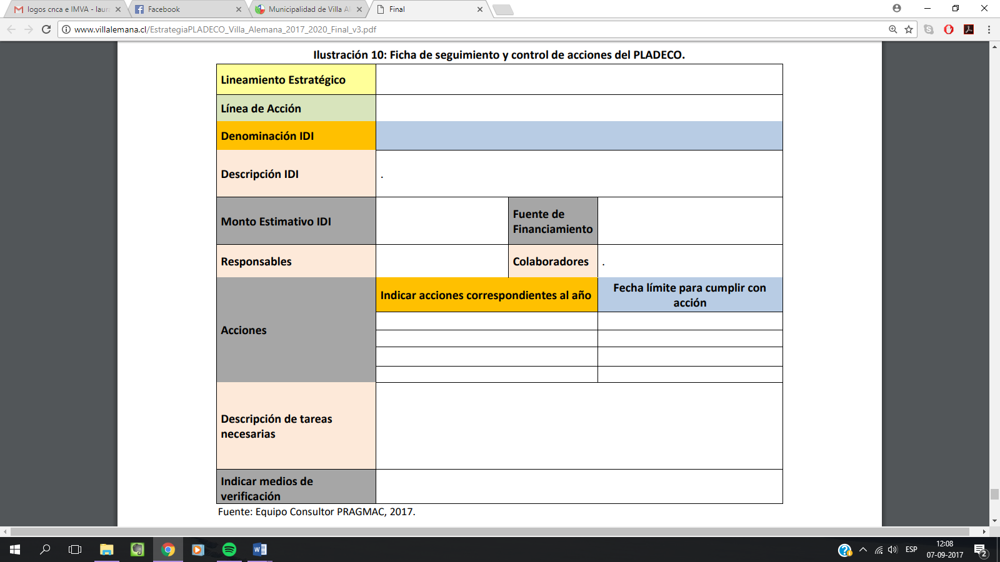 logos cnca e IMVA - laur
Facebook
Municipalidad de Villa Al
Final
www.villalemana.cl/EstrategiaPLADECO_Villa_Alemana_2017_2020_Final_v3.pdf
Ilustración 10: Ficha de seguimiento y control de acciones del PLADECO.
Lineamiento Estratégico
Línea de Acción
Denominación IDI
Descripción IDI
.
Monto Estimativo IDI
Fuente de
Financiamiento
Responsables
Colaboradores
.
Acciones
Indicar acciones correspondientes al año
Fecha límite para cumplir con
acción
Descripción de tareas
necesarias
Indicar medios de
verificación
Fuente: Equipo Consultor PRAGMAC, 2017.
ESP
12:08
07-09-2017
2